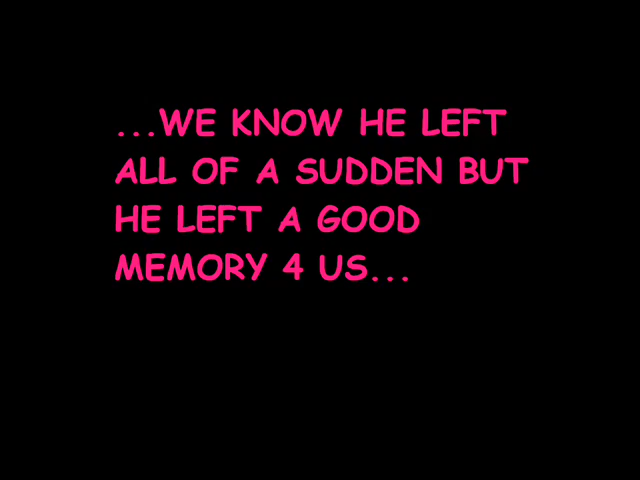 ...WE KNOW HE LEFT
ALL OF A SUDDEN BUT
HE LEFT A GOOD
MEMORY 4 US...